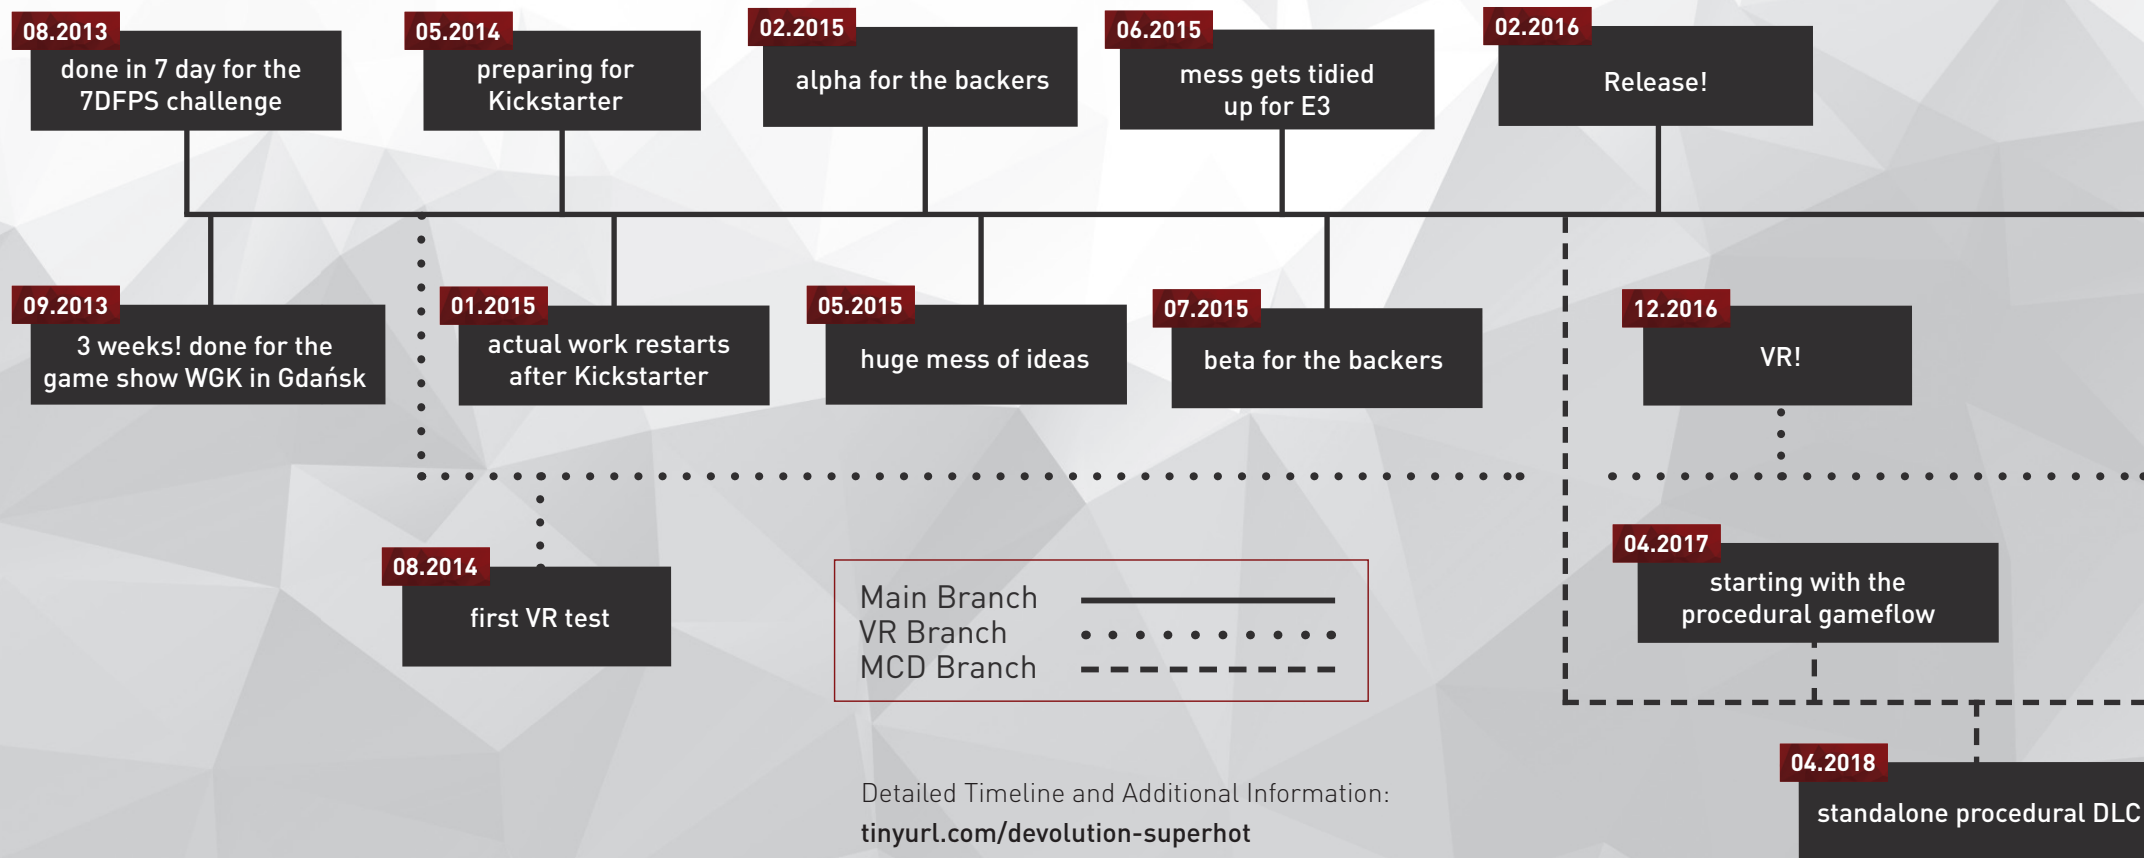 08.2013
done in 7 day for the
7DFPS challenge
05.2014
preparing for
Kickstarter
02.2015
alpha for the backers
06.2015
mess gets tidied
up for E3
02.2016
Release!
09.2013
3 weeks! done for the
game show WGK in Gdańsk
01.2015
actual work restarts
after Kickstarter
05.2015
huge mess of ideas
07.2015
beta for the backers
12.2016
VR!
08.2014
first VR test
04.2017
starting with the
procedural gameflow
Main Branch
VR Branch
MCD Branch
04.2018
standalone procedural DLC
Detailed Timeline and Additional Information:
tinyurl.com/devolution-superhot